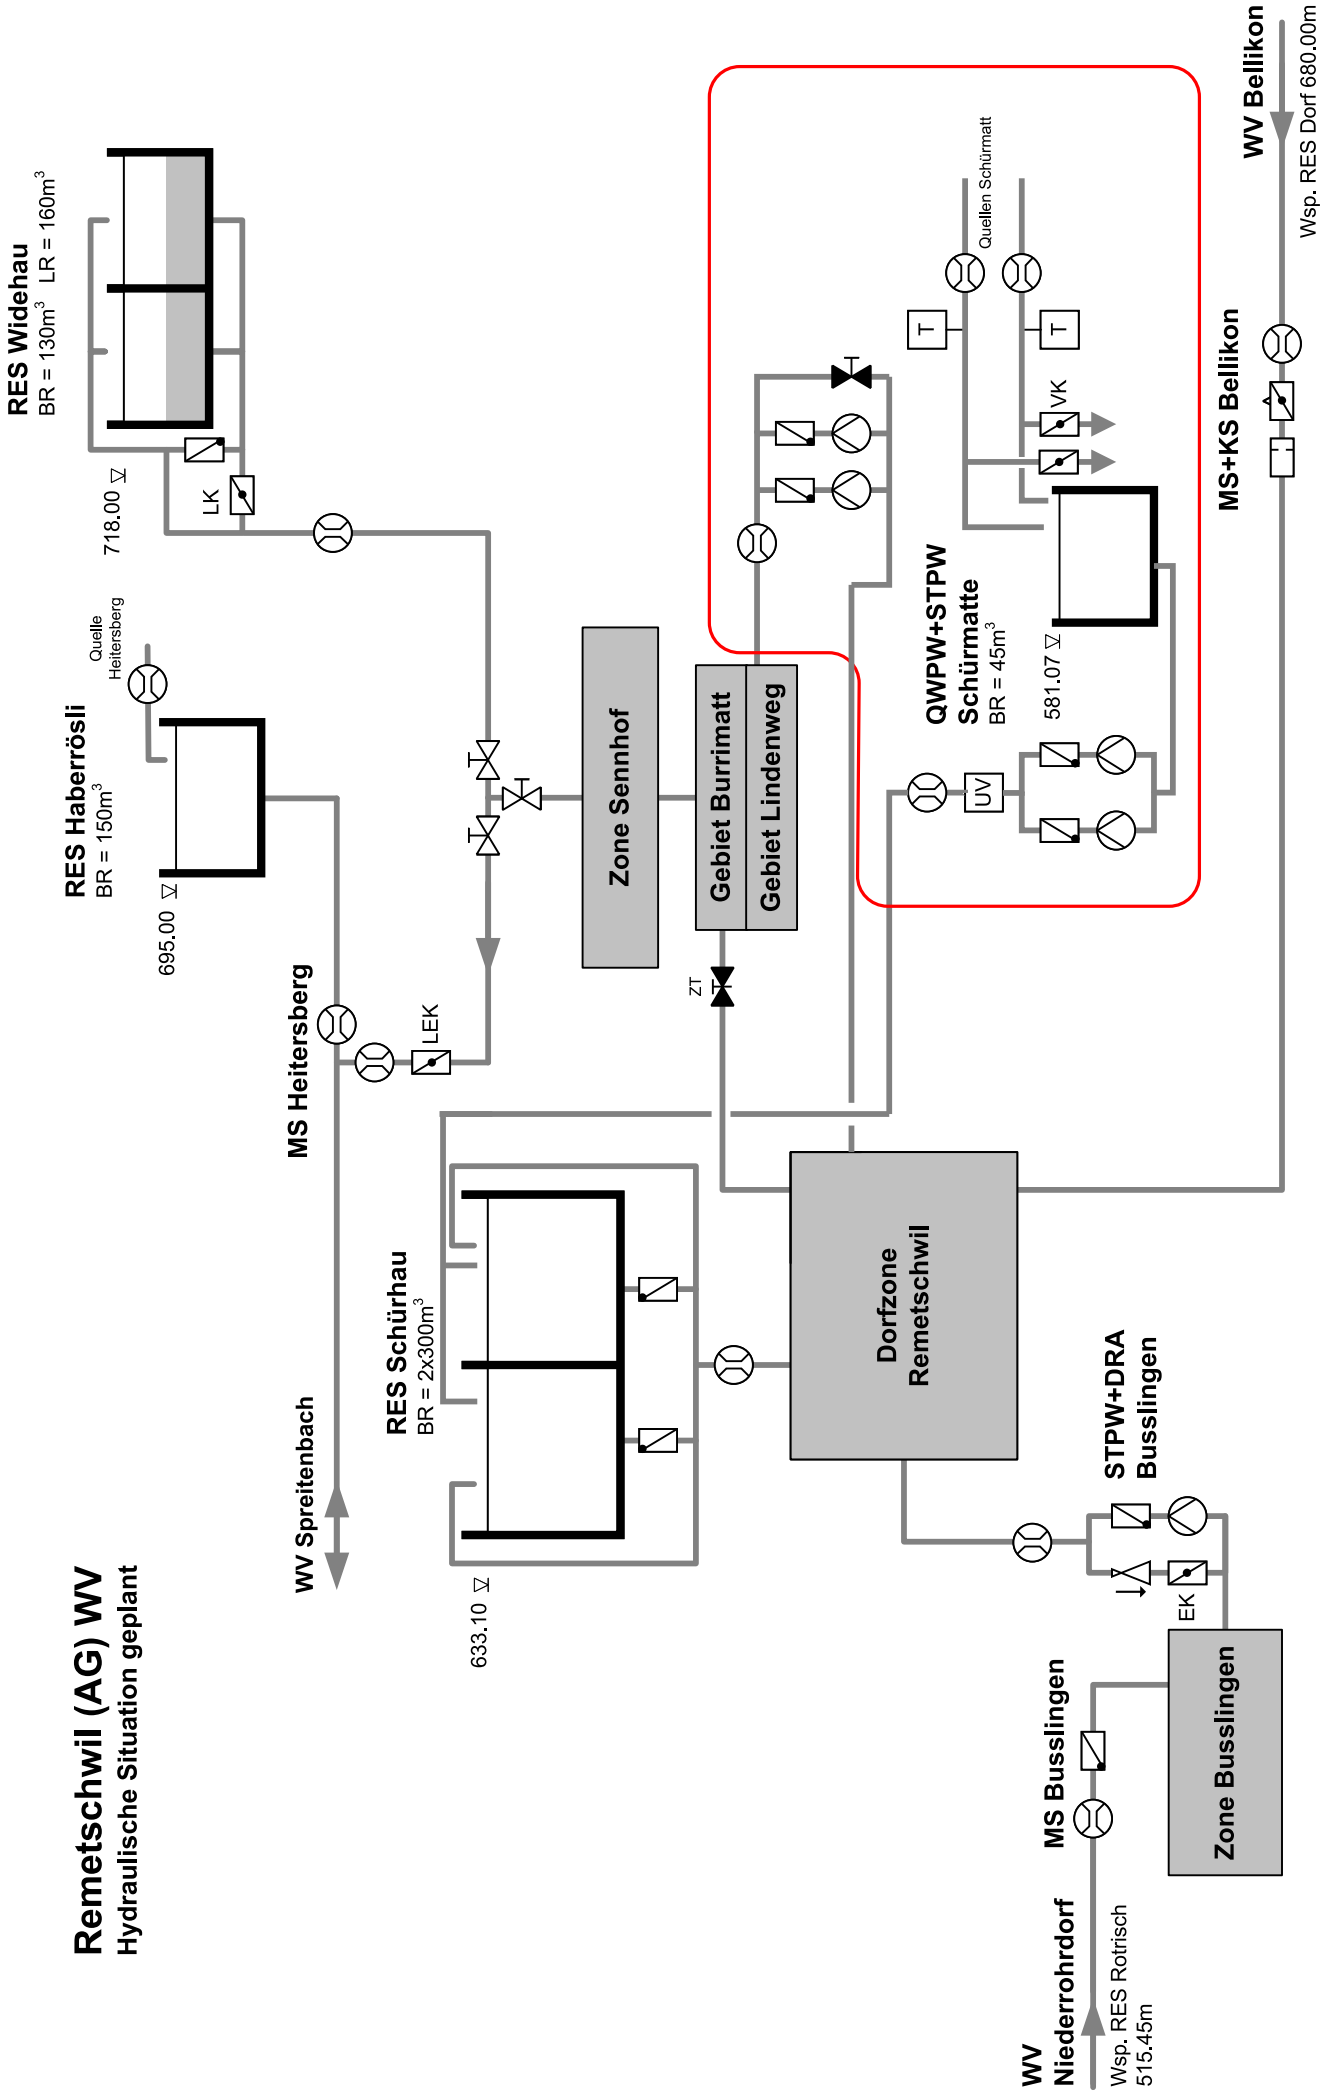 Remetschwil (AG) WV
Hydraulische Situation geplant
WV Spreitenbach
MS Heitersberg
RES Haberrösli
BR = 150m³
695.00
Quelle
Heitersberg
RES Widehau
BR = 130m³ LR = 160m³
718.00
LK
LEK
RES Schürhau
BR = 2x300m³
633.10
Zone Sennhof
Gebiet Burrimatt
Gebiet Lindenweg
ZT
Dorfzone
Remetschwil
QWPW+STPW
Schürmatte
BR = 45m³
581.07
UV
Quellen Schürmatt
T
T
VK
STPW+DRA
Busslingen
EK
MS Busslingen
Zone Busslingen
WV
Niederrohrdorf
Wsp. RES Rotrisch
515.45m
MS+KS Bellikon
WV Bellikon
Wsp. RES Dorf 680.00m